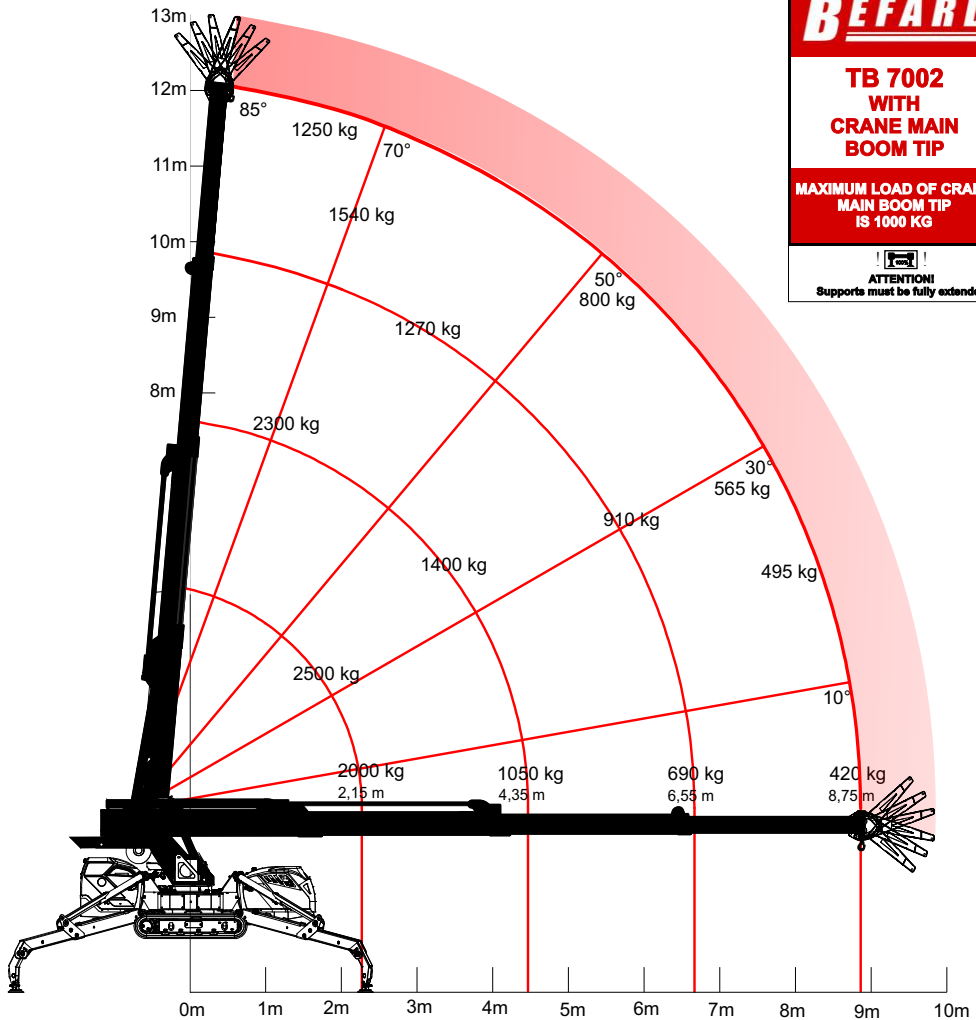 13m
12m
11m
10m
9m
8m
85°
1250 kg
70°
1540 kg
50°
800 kg
1270 kg
2300 kg
30°
565 kg
910 kg
1400 kg
495 kg
2500 kg
10°
2000 kg
2,15 m
1050 kg
4,35 m
690 kg
6,55 m
420 kg
8,75 m
0m 1m 2m 3m 4m 5m 6m 7m 8m 9m 10m
BEFARD
TB 7002
WITH
CRANE MAIN
BOOM TIP
MAXIMUM LOAD OF CRAN
MAIN BOOM TIP
IS 1000 KG
! 100% !
ATTENTION!
Supports must be fully extende